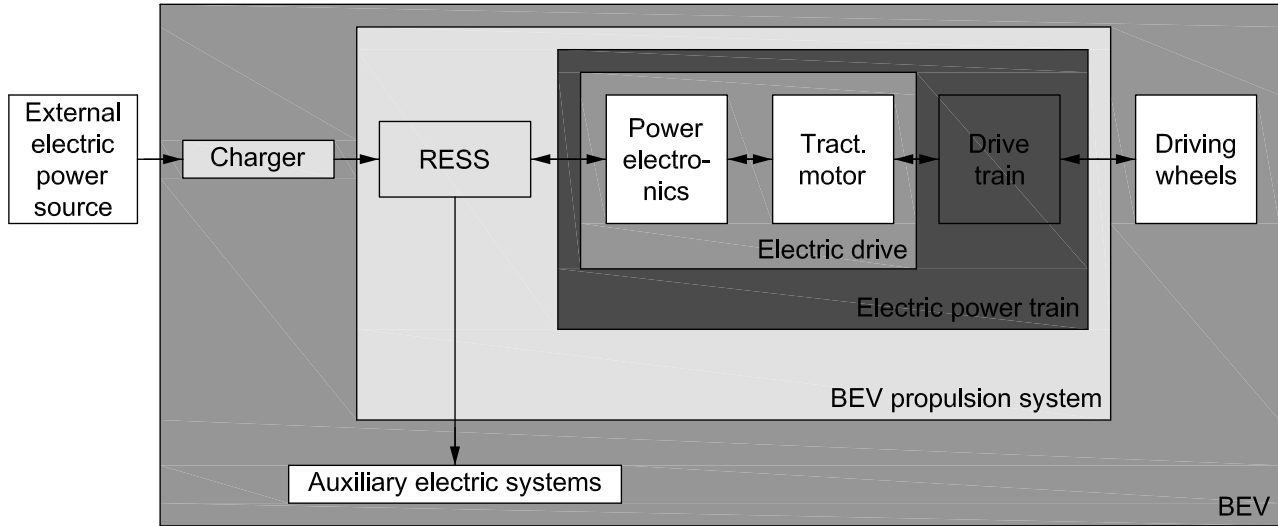 External
electric
power
source
Charger
RESS
Power
electro-
nics
Tract.
motor
Drive
train
Driving
wheels
Electric drive
Electric power train
BEV propulsion system
Auxiliary electric systems
BEV